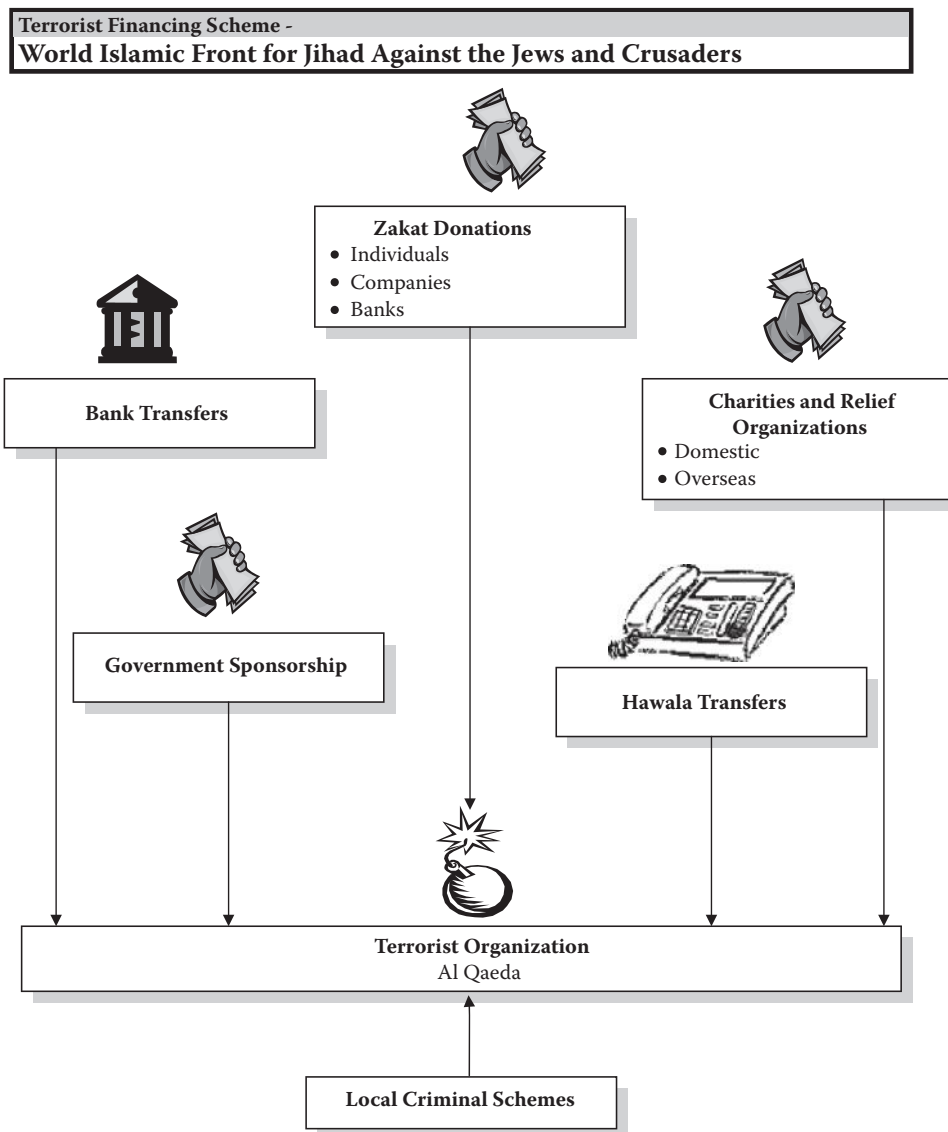 Terrorist Financing Scheme -
World Islamic Front for Jihad Against the Jews and Crusaders
Zakat Donations
• Individuals
• Companies
• Banks
Bank Transfers
Charities and Relief
Organizations
• Domestic
• Overseas
Government Sponsorship
Hawala Transfers
Terrorist Organization
Al Qaeda
Local Criminal Schemes